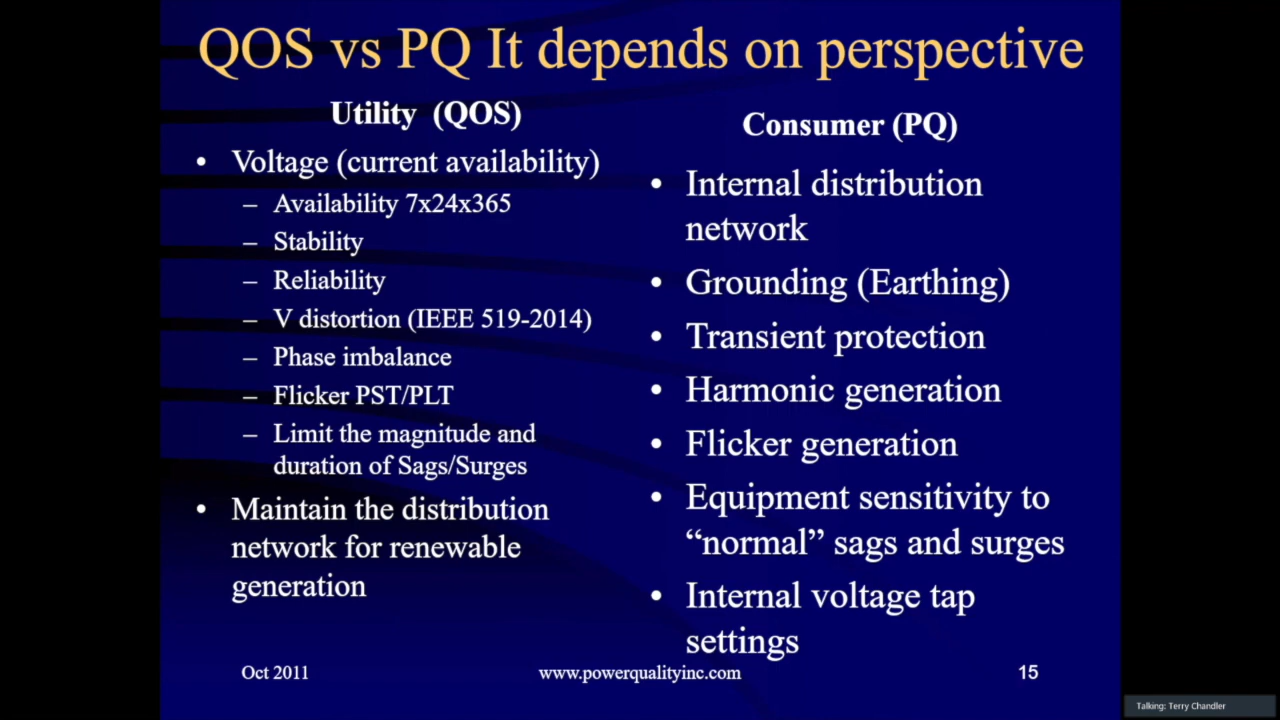 QOS vs PQ It depends on perspective
Utility (QOS)
• Voltage (current availability)
– Availability 7x24x365
– Stability
– Reliability
– V distortion (IEEE 519-2014)
– Phase imbalance
– Flicker PST/PLT
– Limit the magnitude and
duration of Sags/Surges
• Maintain the distribution
network for renewable
generation
Consumer (PQ)
• Internal distribution
network
• Grounding (Earthing)
• Transient protection
• Harmonic generation
• Flicker generation
• Equipment sensitivity to
“normal” sags and surges
• Internal voltage tap
settings
Oct 2011
www.powerqualityinc.com
15
Talking: Terry Chandler